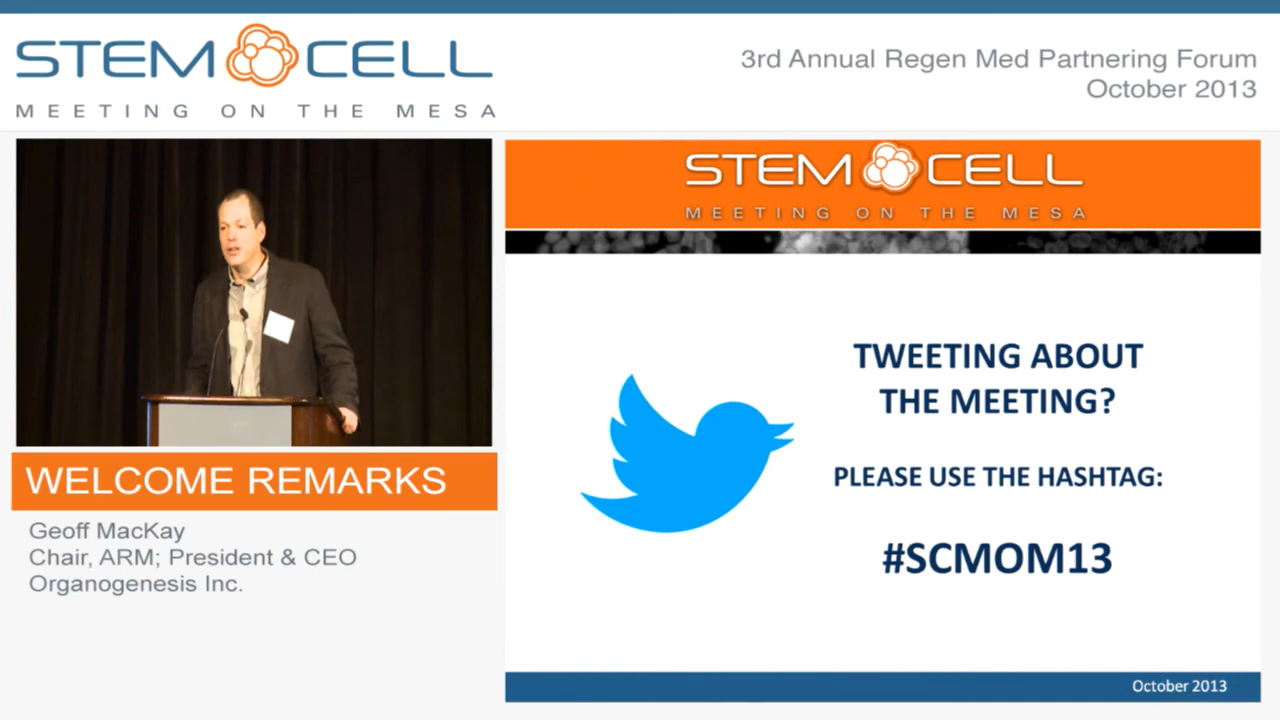 STEM CELL
MEETING ON THE MESA
3rd Annual Regen Med Partnering Forum
October 2013
STEM CELL
MEETING ON THE MESA
TWEETING ABOUT
THE MEETING?
PLEASE USE THE HASHTAG:
#SCMOM13
October 2013
WELCOME REMARKS
Geoff MacKay
Chair, ARM; President & CEO
Organogenesis Inc.